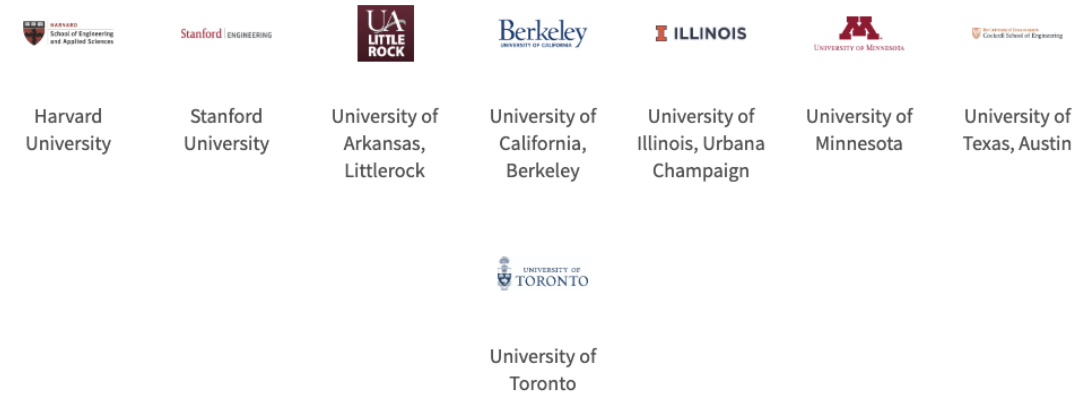 HARVARD
School of Engineering
and Applied Sciences
Stanford ENGINEERING
UA
LITTLE
ROCK
Berkeley
UNIVERSITY OF CALIFORNIA
I ILLINOIS
M
UNIVERSITY OF MINNESOTA
Cockrell School of Engineering
Harvard
University
Stanford
University
University of
Arkansas,
Littlerock
University of
California,
Berkeley
University of
Illinois, Urbana
Champaign
University of
Minnesota
University of
Texas, Austin
UNIVERSITY OF
TORONTO
University of
Toronto